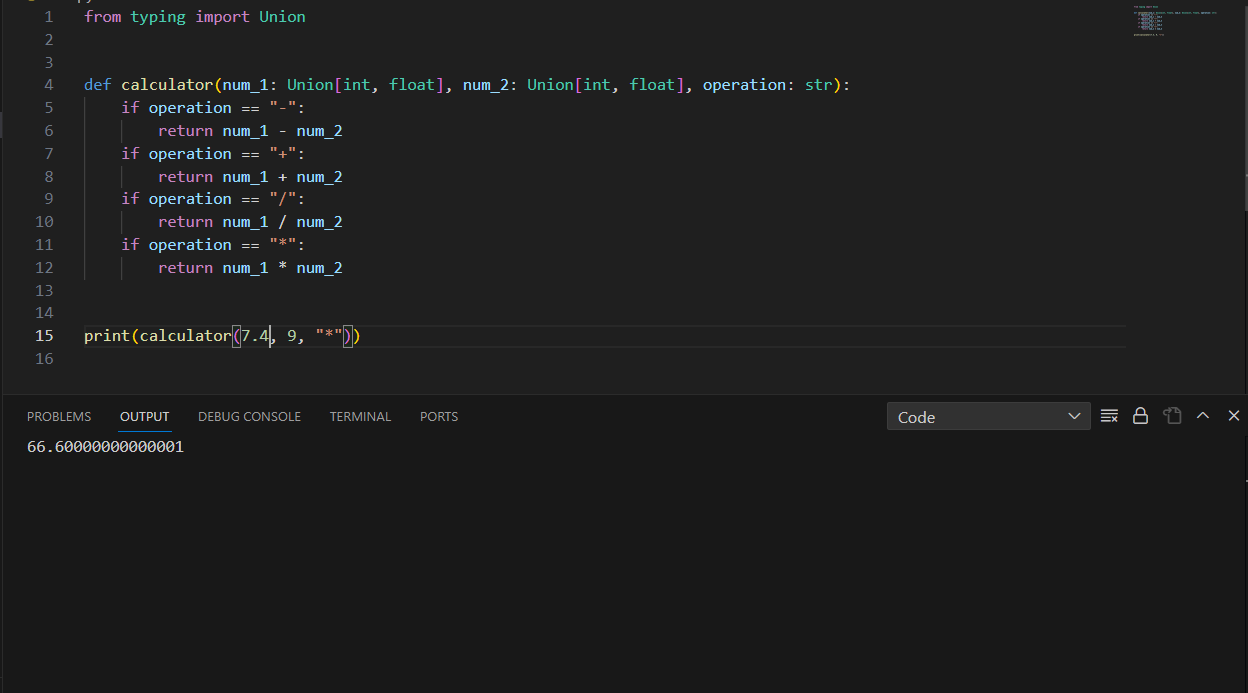 1 from typing import Union
2
3
4 def calculator(num_1: Union[int, float], num_2: Union[int, float], operation: str):
5     if operation == "-":
6         return num_1 - num_2
7     if operation == "+":
8         return num_1 + num_2
9     if operation == "/":
10         return num_1 / num_2
11     if operation == "*":
12         return num_1 * num_2
13
14
15 print(calculator(7.4, 9, "*"))
16
PROBLEMS OUTPUT DEBUG CONSOLE TERMINAL PORTS Code
66.60000000000001